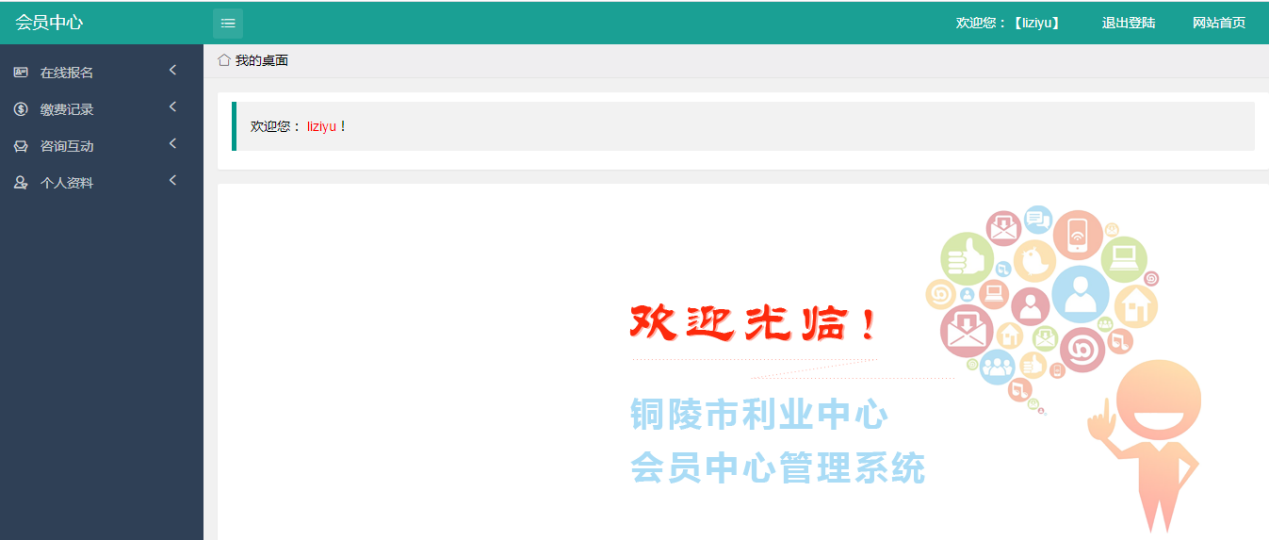 会员中心
欢迎您：【liziyu】 退出登陆 网站首页
在线报名
缴费记录
咨询互动
个人资料
我的桌面
欢迎您： liziyu！
欢迎光临！
铜陵市利业中心
会员中心管理系统